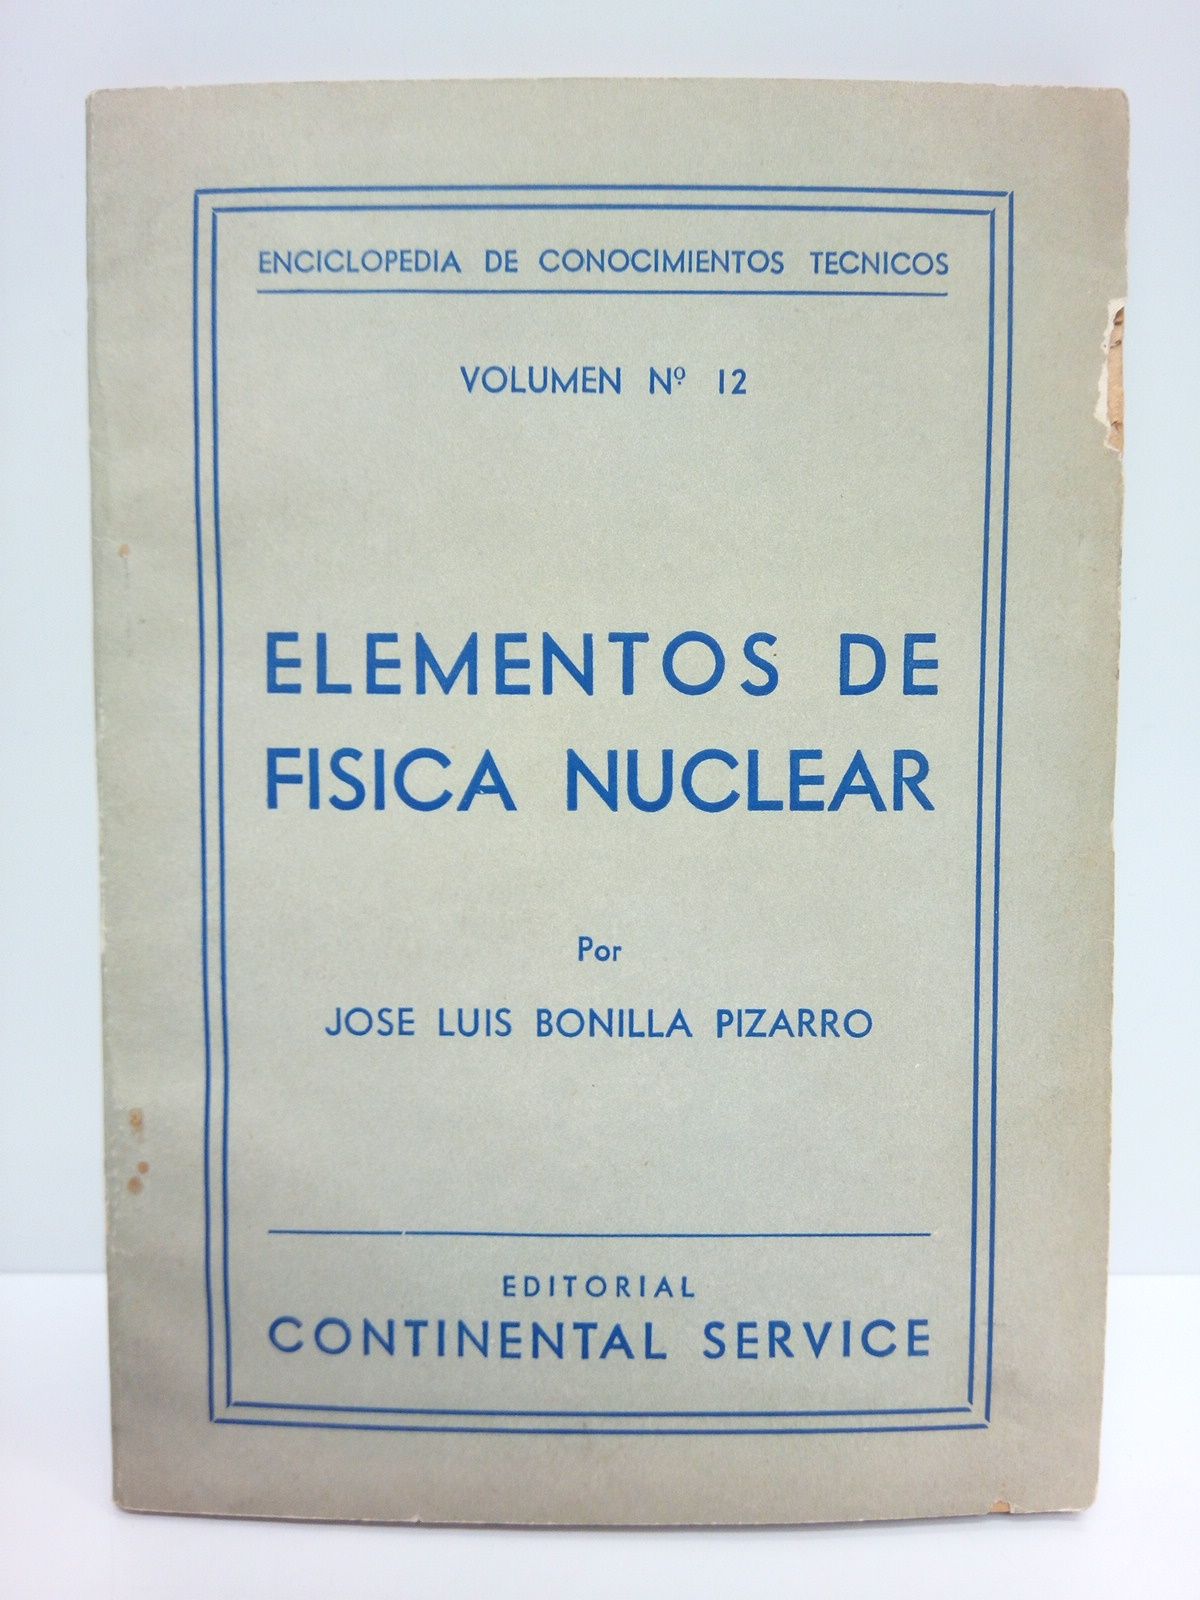 ENCICLOPEDIA DE CONOCIMIENTOS TECNICOS
VOLUMEN Nº 12
ELEMENTOS DE
FISICA NUCLEAR
Por
JOSE LUIS BONILLA PIZARRO
EDITORIAL
CONTINENTAL SERVICE